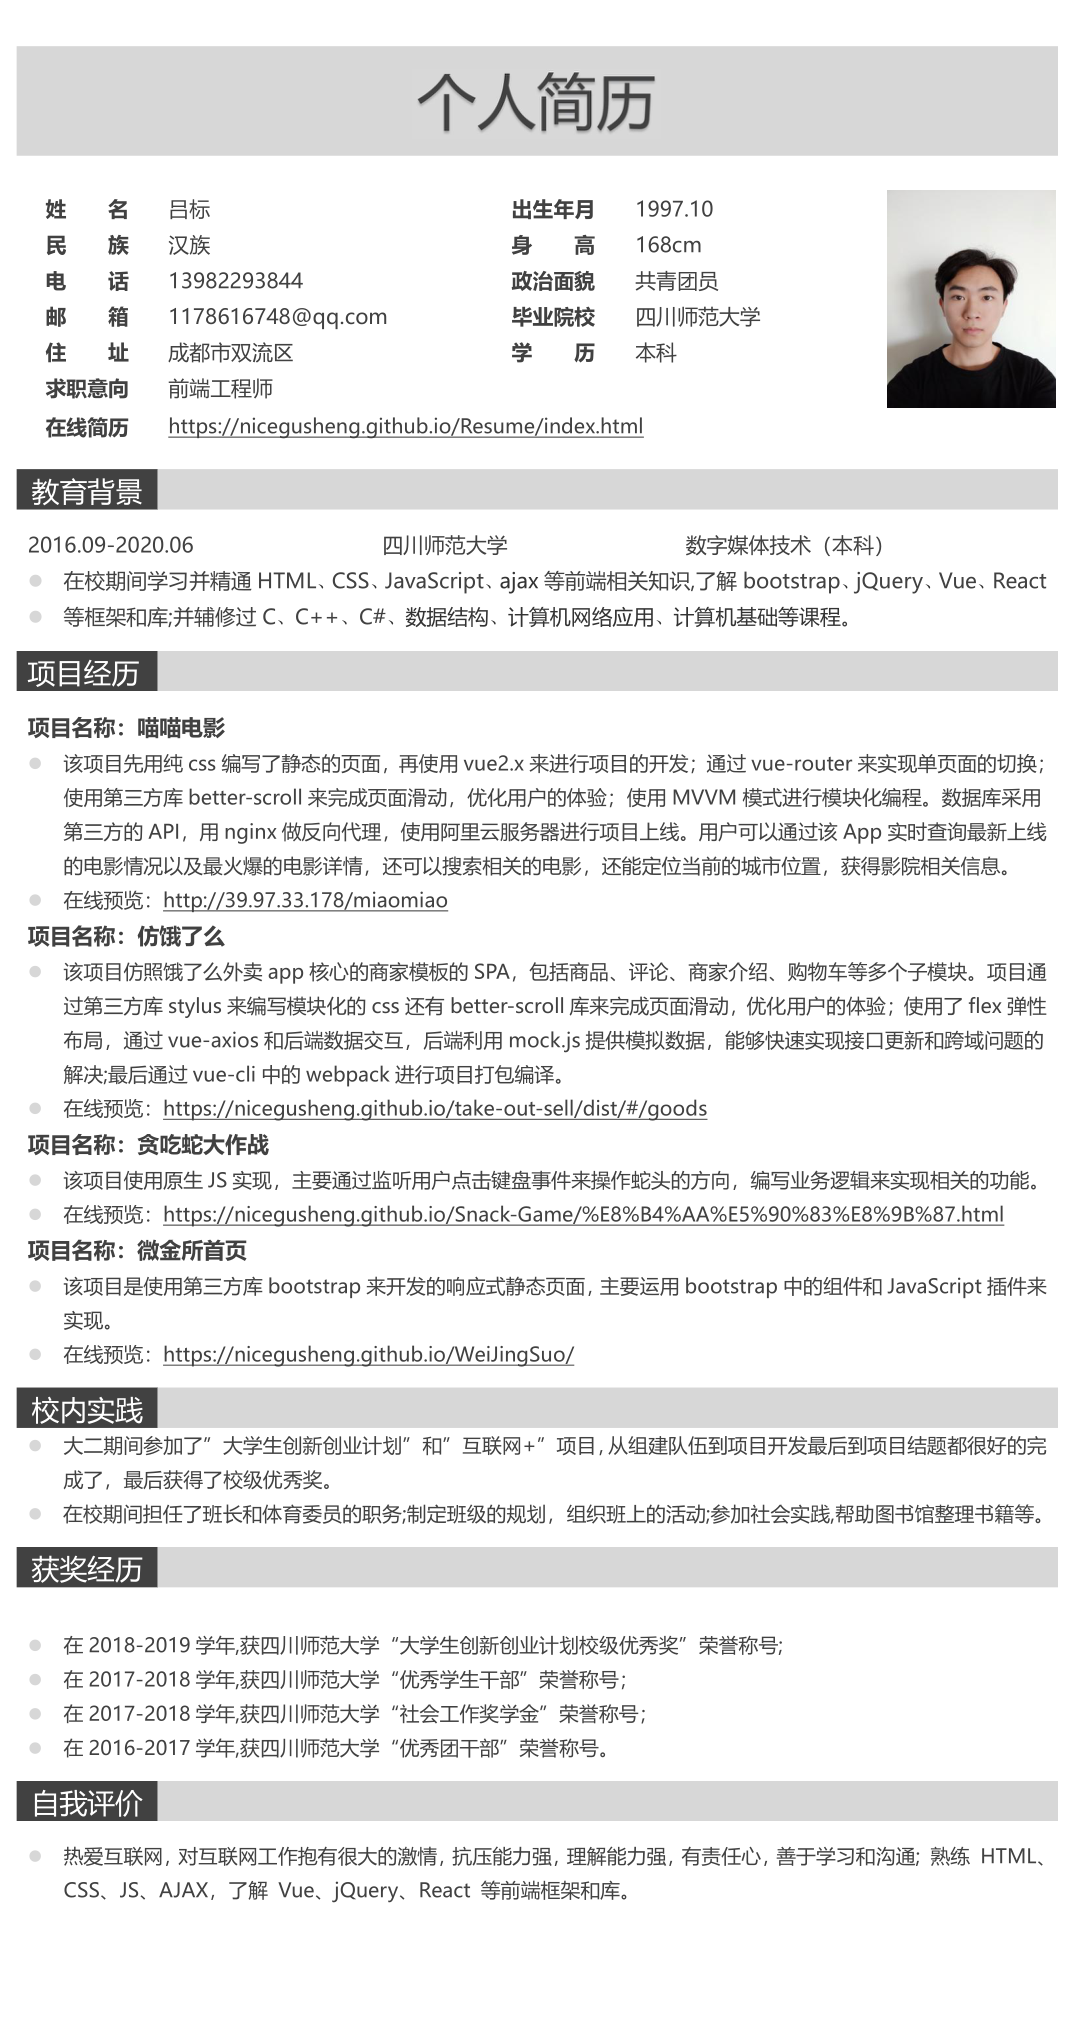 个人简历
姓 名 吕标 出生年月 1997.10
民 族 汉族 身 高 168cm
电 话 13982293844 政治面貌 共青团员
邮 箱 1178616748@qq.com 毕业院校 四川师范大学
住 址 成都市双流区 学 历 本科
求职意向 前端工程师
在线简历 https://nicegusheng.github.io/Resume/index.html
教育背景
2016.09-2020.06 四川师范大学 数字媒体技术（本科）
在校期间学习并精通 HTML、CSS、JavaScript、ajax 等前端相关知识,了解 bootstrap、jQuery、Vue、React
等框架和库;并辅修过 C、C++、C#、数据结构、计算机网络应用、计算机基础等课程。
项目经历
项目名称：喵喵电影
该项目先用纯 css 编写了静态的页面，再使用 vue2.x 来进行项目的开发；通过 vue-router 来实现单页面的切换；
使用第三方库 better-scroll 来完成页面滑动，优化用户的体验；使用 MVVM 模式进行模块化编程。数据库采用
第三方的 API，用 nginx 做反向代理，使用阿里云服务器进行项目上线。用户可以通过该 App 实时查询最新上线
的电影情况以及最火爆的电影详情，还可以搜索相关的电影，还能定位当前的城市位置，获得影院相关信息。
在线预览：http://39.97.33.178/miaomiao
项目名称：仿饿了么
该项目仿照饿了么外卖 app 核心的商家模板的 SPA，包括商品、评论、商家介绍、购物车等多个子模块。项目通
过第三方库 stylus 来编写模块化的 css 还有 better-scroll 库来完成页面滑动，优化用户的体验；使用了 flex 弹性
布局，通过 vue-axios 和后端数据交互，后端利用 mock.js 提供模拟数据，能够快速实现接口更新和跨域问题的
解决;最后通过 vue-cli 中的 webpack 进行项目打包编译。
在线预览：https://nicegusheng.github.io/take-out-sell/dist/#/goods
项目名称：贪吃蛇大作战
该项目使用原生 JS 实现，主要通过监听用户点击键盘事件来操作蛇头的方向，编写业务逻辑来实现相关的功能。
在线预览：https://nicegusheng.github.io/Snack-Game/%E8%B4%AA%E5%90%83%E8%9B%87.html
项目名称：微金所首页
该项目是使用第三方库 bootstrap 来开发的响应式静态页面，主要运用 bootstrap 中的组件和 JavaScript 插件来
实现。
在线预览：https://nicegusheng.github.io/WeiJingSuo/
校内实践
大二期间参加了”大学生创新创业计划”和”互联网+”项目，从组建队伍到项目开发最后到项目结题都很好的完
成了，最后获得了校级优秀奖。
在校期间担任了班长和体育委员的职务;制定班级的规划，组织班上的活动;参加社会实践,帮助图书馆整理书籍等。
获奖经历
在 2018-2019 学年,获四川师范大学“大学生创新创业计划校级优秀奖”荣誉称号;
在 2017-2018 学年,获四川师范大学“优秀学生干部”荣誉称号；
在 2017-2018 学年,获四川师范大学“社会工作奖学金”荣誉称号；
在 2016-2017 学年,获四川师范大学“优秀团干部”荣誉称号。
自我评价
热爱互联网，对互联网工作抱有很大的激情，抗压能力强，理解能力强，有责任心，善于学习和沟通; 熟练 HTML、
CSS、JS、AJAX，了解 Vue、jQuery、React 等前端框架和库。